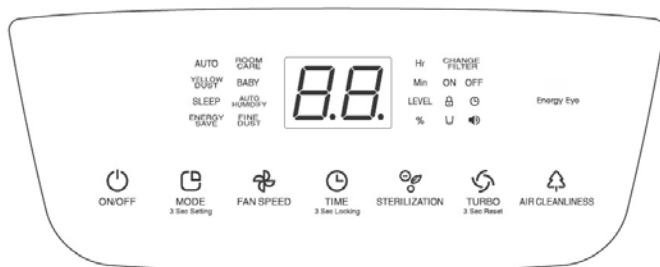 AUTO ROOM CARE
YELLOW DUST BABY
SLEEP AUTO HUMIDIFY
ENERGY SAVE FINE DUST
8.8.
Hr CHANGE FILTER
Min ON OFF
LEVEL
%
Energy Eye
ON/OFF
MODE
3 Sec Setting
FAN SPEED
TIME
3 Sec Locking
STERILIZATION
TURBO
3 Sec Reset
AIR CLEANLINESS